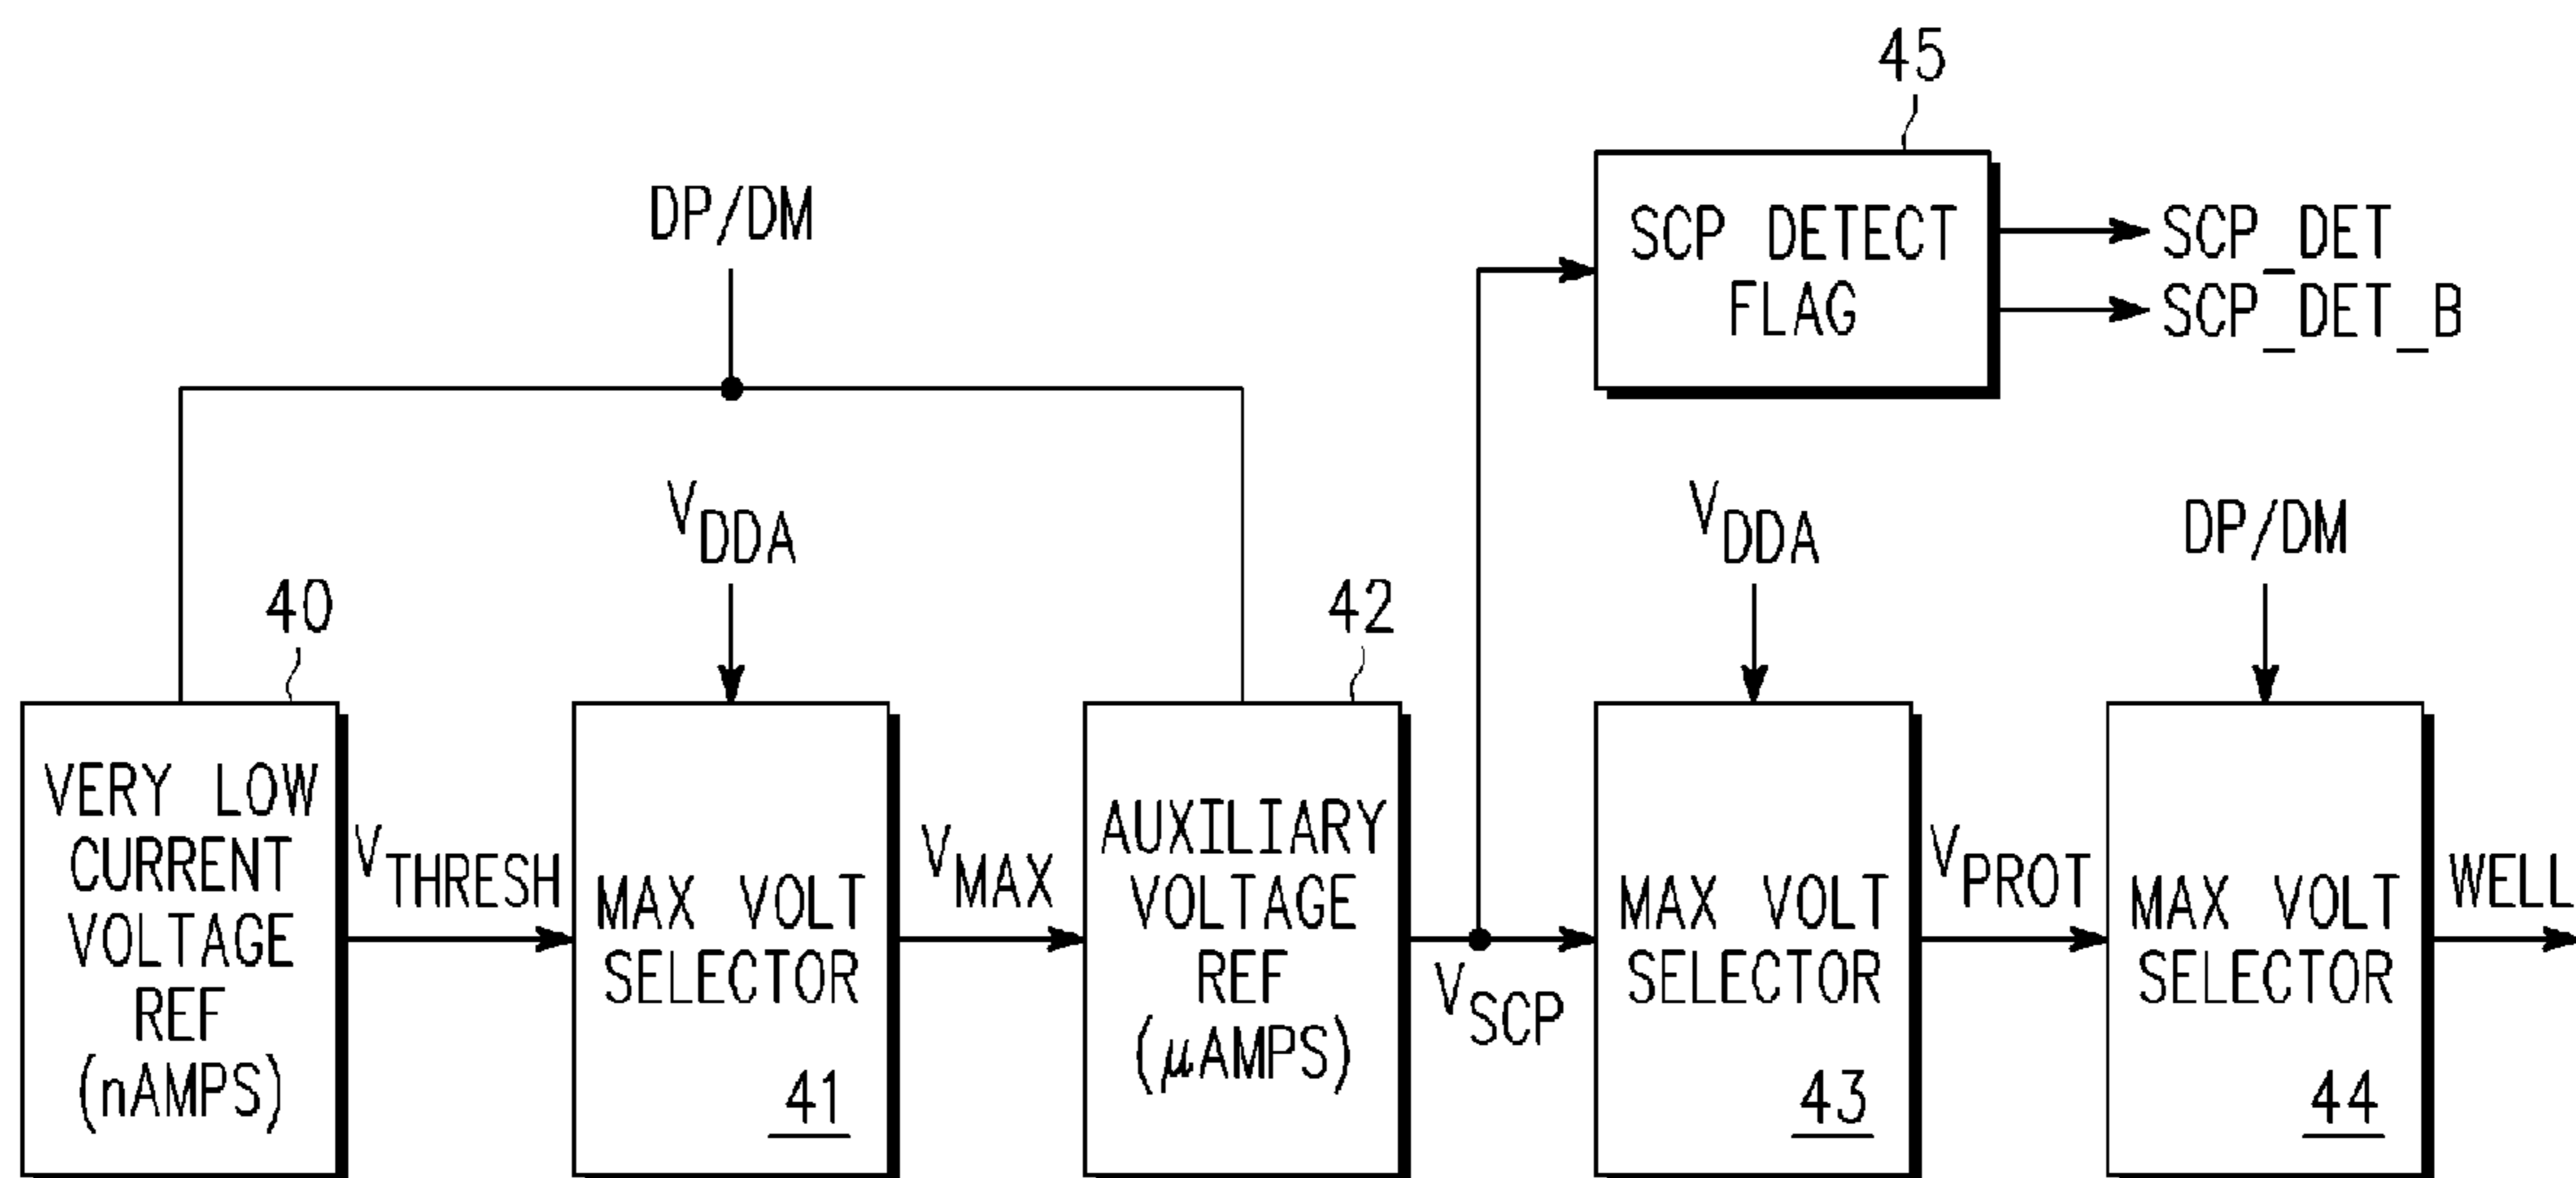 45
DP/DM
SCP DETECT
FLAG
SCP_DET
SCP_DET_B
VDDA
VDDA
DP/DM
40
42
VERY LOW
CURRENT
VOLTAGE
REF
(nAMPS)
VTHRESH
MAX VOLT
SELECTOR
41
VMAX
AUXILIARY
VOLTAGE
REF
(μAMPS)
VSCP
MAX VOLT
SELECTOR
43
VPROT
MAX VOLT
SELECTOR
44
WELL